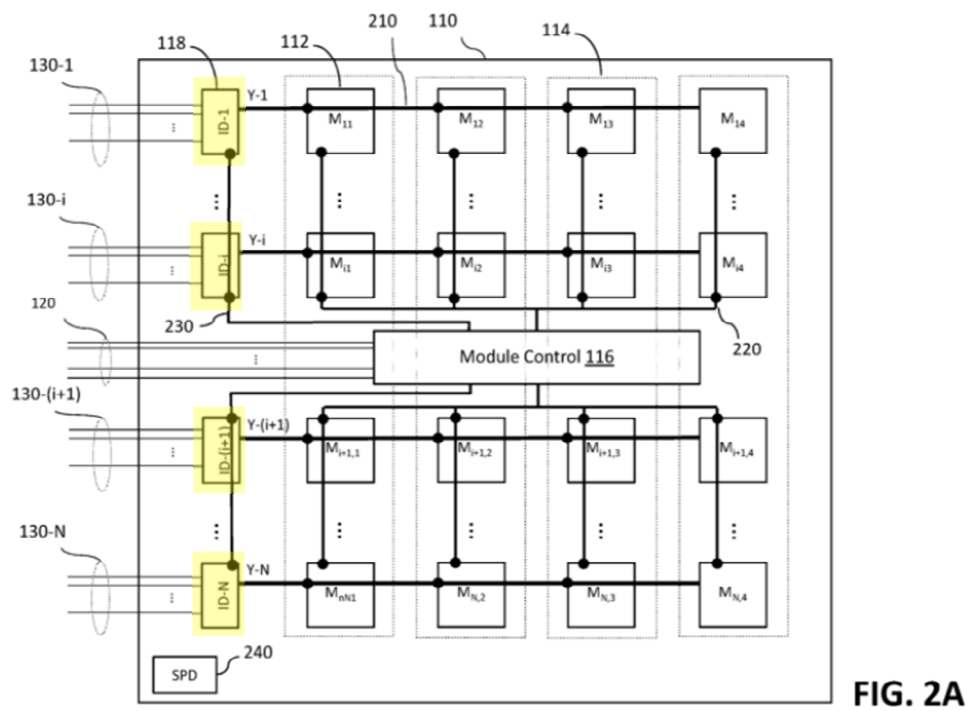 118 112 210 110 114
130-1
ID-1 Y-1 M11 M12 M13 M14
...
130-i
ID-i Y-i Mi1 Mi2 Mi3 Mi4
230
120
Module Control 116
220
130-(i+1)
ID-(i+1) Y-(i+1) Mi+1,1 Mi+1,2 Mi+1,3 Mi+1,4
...
130-N
ID-N Y-N MnN1 MN,2 MN,3 MN,4
SPD 240
FIG. 2A